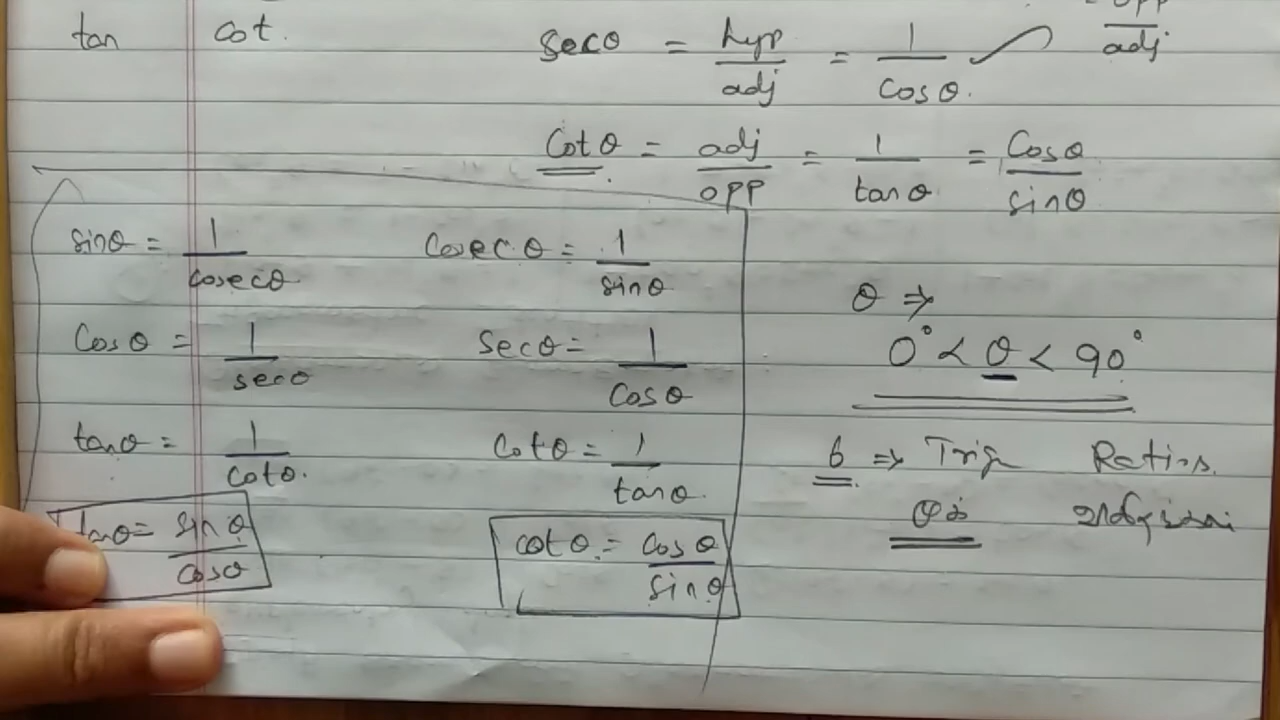 tan cot.
secθ = hyp/adj = 1/cosθ. opp/adj
Cotθ = adj/opp = 1/tanθ = Cosθ/sinθ
sinθ = 1/cosecθ cosecθ = 1/sinθ
θ ⇒
Cosθ = 1/secθ secθ = 1/cosθ
0° < θ < 90°
tanθ = 1/cotθ. cotθ = 1/tanθ.
6 ⇒ Trig Ratios.
tanθ = sinθ/cosθ cotθ = cosθ/sinθ